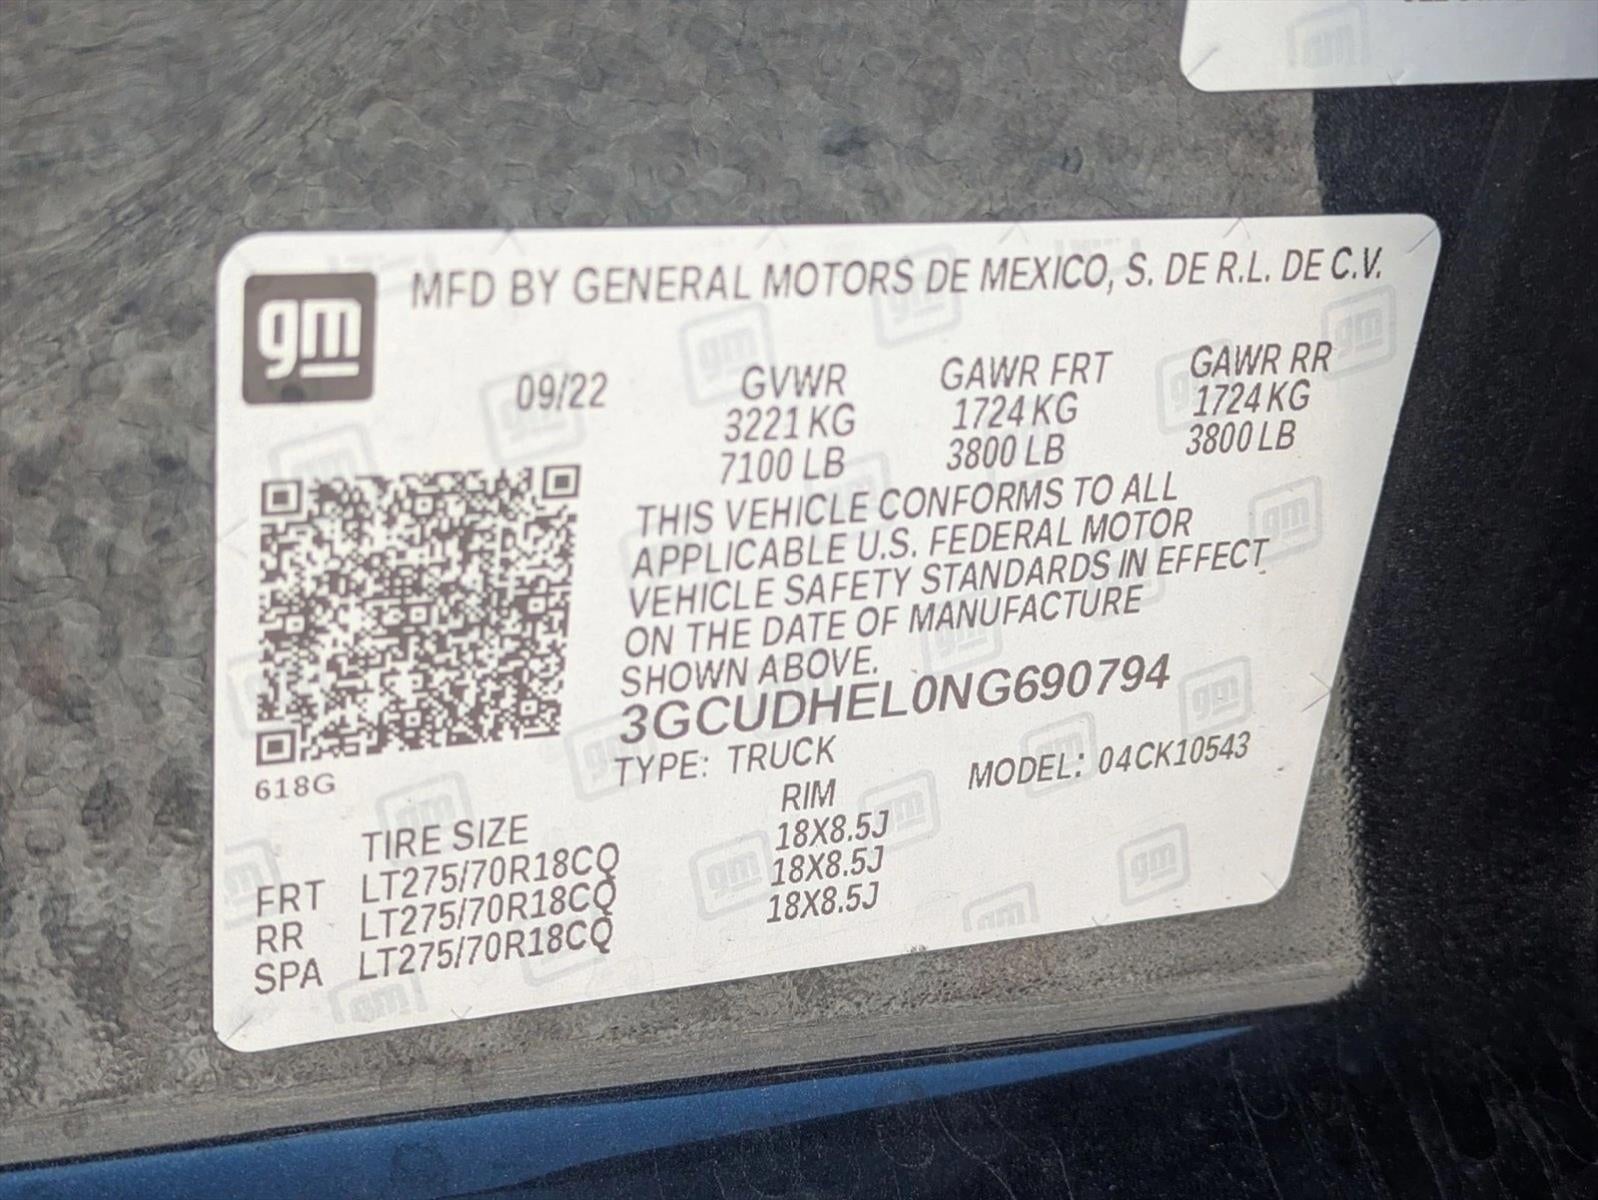 gm
MFD BY GENERAL MOTORS DE MEXICO, S. DE R.L. DE C.V.
09/22 GVWR GAWR FRT GAWR RR
3221 KG 1724 KG 1724 KG
7100 LB 3800 LB 3800 LB
THIS VEHICLE CONFORMS TO ALL
APPLICABLE U.S. FEDERAL MOTOR
VEHICLE SAFETY STANDARDS IN EFFECT
ON THE DATE OF MANUFACTURE
SHOWN ABOVE.
3GCUDHEL0NG690794
TYPE: TRUCK MODEL: 04CK10543
618G
TIRE SIZE RIM
FRT LT275/70R18CQ 18X8.5J
RR LT275/70R18CQ 18X8.5J
SPA LT275/70R18CQ 18X8.5J